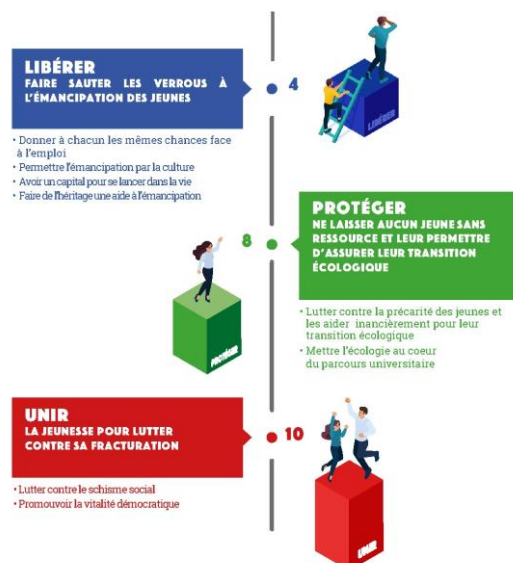 LIBÉRER
FAIRE SAUTER LES VERROUS À
L'ÉMANCIPATION DES JEUNES
4
LIBÉRER
• Donner à chacun les mêmes chances face
à l'emploi
• Permettre l'émancipation par la culture
• Avoir un capital pour se lancer dans la vie
• Faire de l'héritage une aide à l'émancipation
PROTÉGER
NE LAISSER AUCUN JEUNE SANS
RESSOURCE ET LEUR PERMETTRE
D'ASSURER LEUR TRANSITION
ÉCOLOGIQUE
8
PROTÉGER
• Lutter contre la précarité des jeunes et
les aider inancièrement pour leur
transition écologique
• Mettre l'écologie au coeur
du parcours universitaire
UNIR
LA JEUNESSE POUR LUTTER
CONTRE SA FRACTURATION
10
• Lutter contre le schisme social
• Promouvoir la vitalité démocratique
UNIR